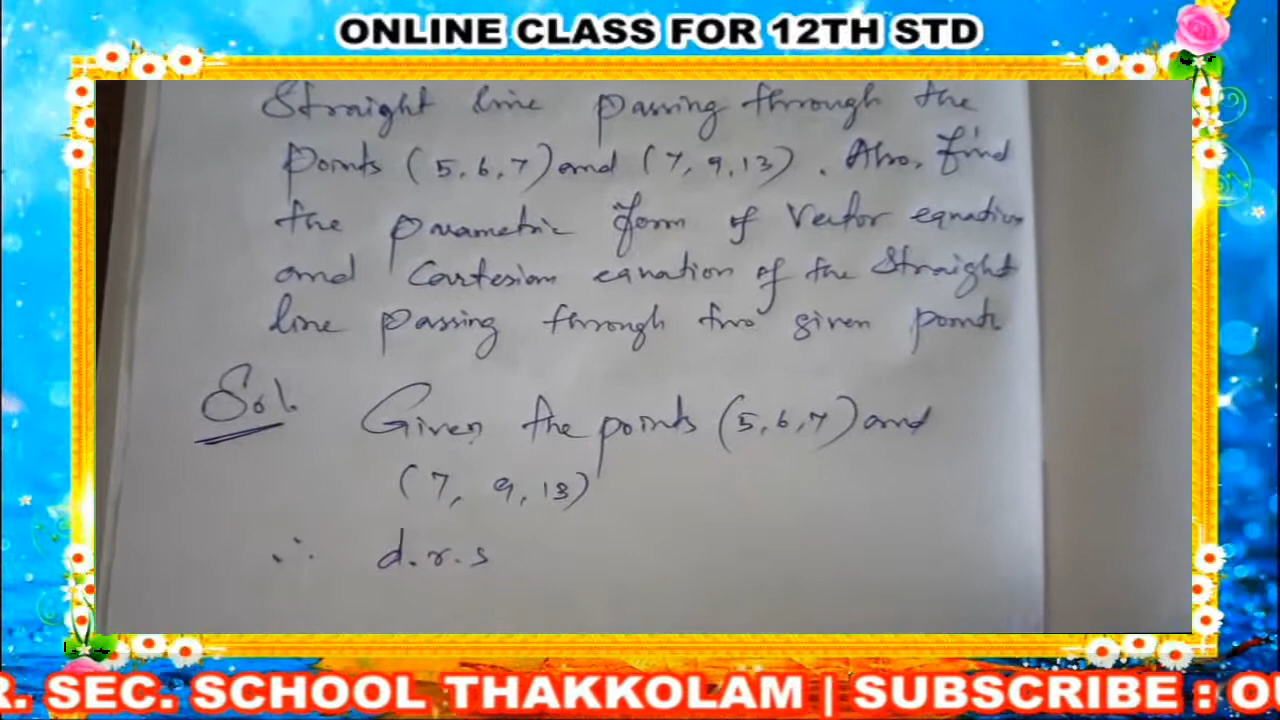 ONLINE CLASS FOR 12TH STD
Straight line passing through the
points (5,6,7) and (7,9,13). Also, find
the parametric form of Vector equation
and Cartesian equation of the straight
line passing through two given points
Sol. Given the points (5,6,7) and
(7, 9, 13)
∴ d.r.s
R. SEC. SCHOOL THAKKOLAM | SUBSCRIBE : OU